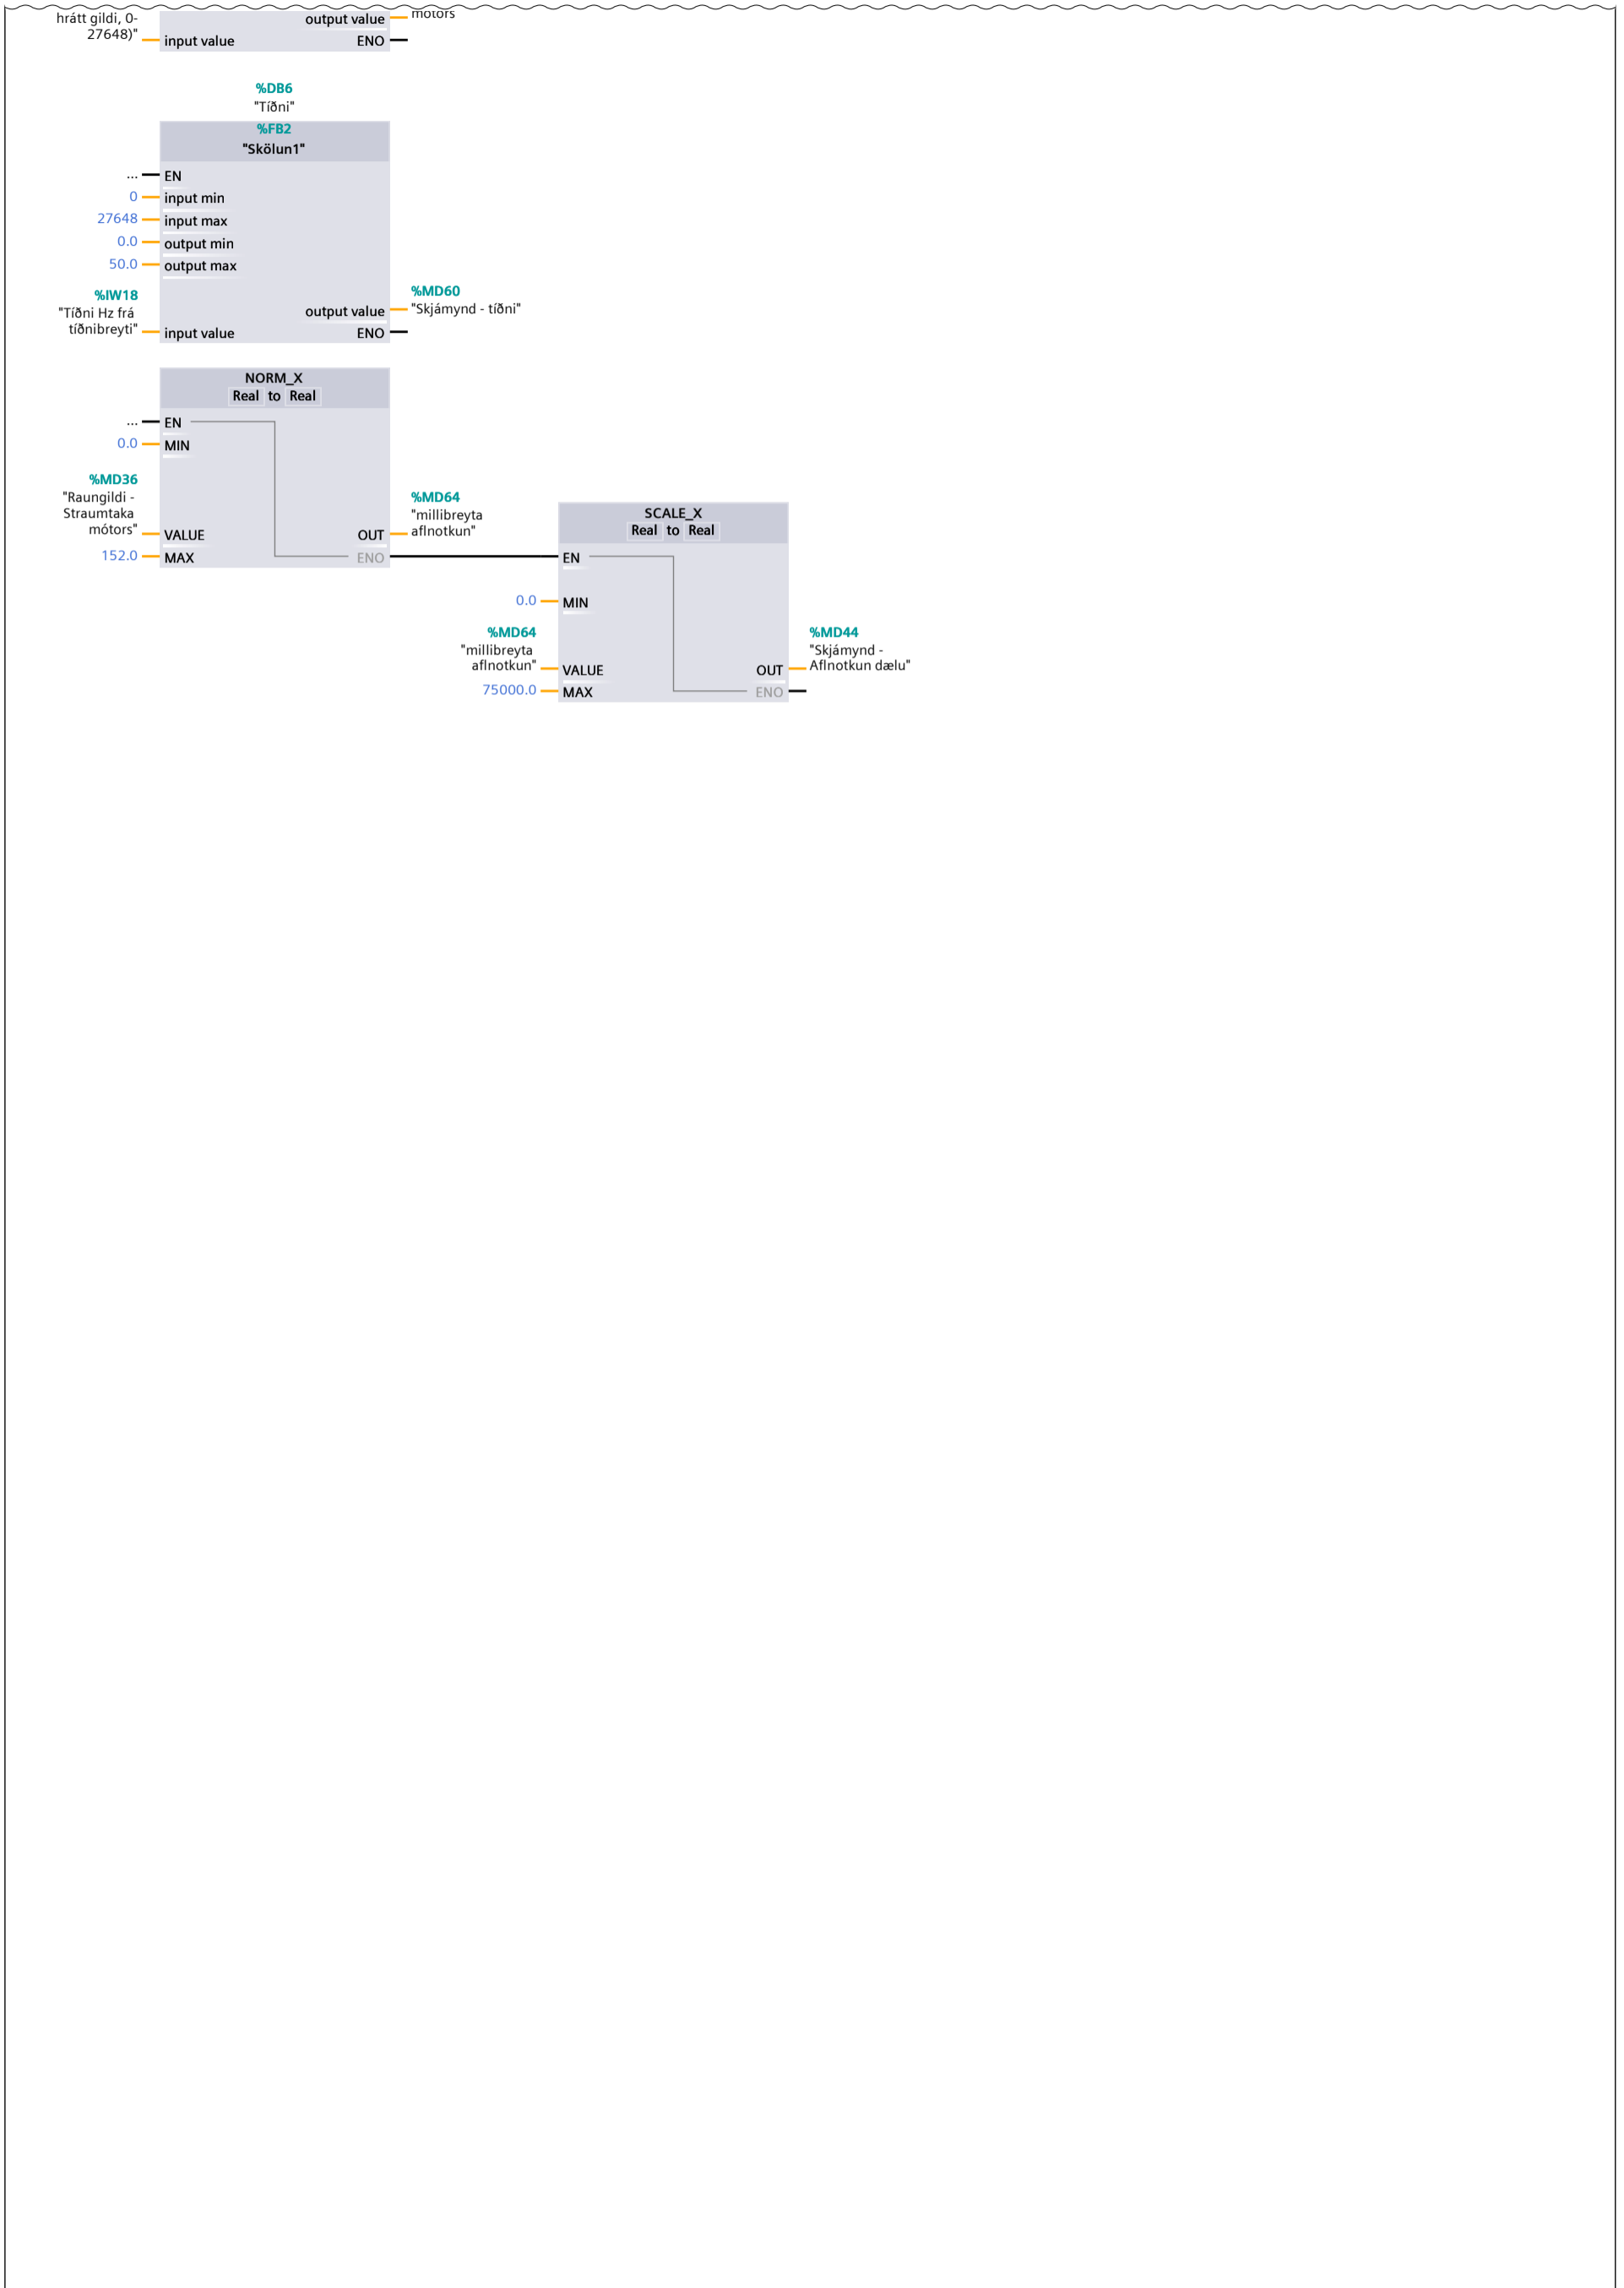 hrátt gildi, 0-
27648)"
input value
output value
ENO
%DB6
"Tíðni"
%FB2
"Skölun1"
... EN
0 input min
27648 input max
0.0 output min
50.0 output max
%IW18
"Tíðni Hz frá
tíðnibreyti"
input value
output value
ENO
%MD60
"Skjámynd - tíðni"
NORM_X
Real to Real
... EN
0.0 MIN
%MD36
"Raungildi -
Straumtaka
mótors"
VALUE
152.0 MAX
OUT
ENO
%MD64
"millibreyta
aflnotkun"
SCALE_X
Real to Real
EN
0.0 MIN
%MD64
"millibreyta
aflnotkun"
VALUE
75000.0 MAX
OUT
ENO
%MD44
"Skjámynd -
Aflnotkun dælu"